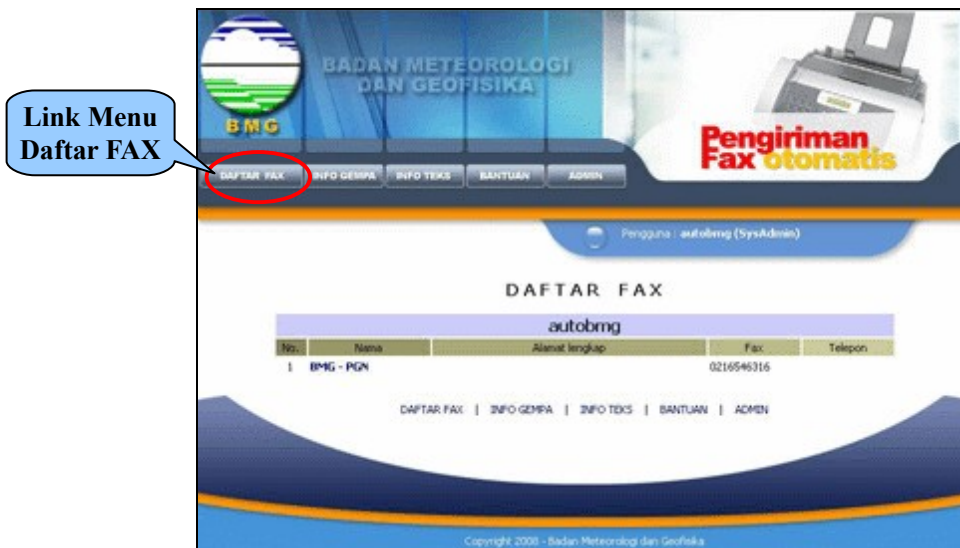 BADAN METEOROLOGI
DAN GEOFISIKA
BMG
Link Menu
Daftar FAX
Pengiriman
Fax otomatis
DAFTAR FAX INFO GEMPA INFO TEKS BANTUAN ADMIN
Pengguna : autobmg (SysAdmin)
DAFTAR FAX
autobmg
No. Nama Alamat lengkap Fax Telepon
1 BMG - PGN 0216546316
DAFTAR FAX | INFO GEMPA | INFO TEKS | BANTUAN | ADMIN
Copyright 2008 - Badan Meteorologi dan Geofisika